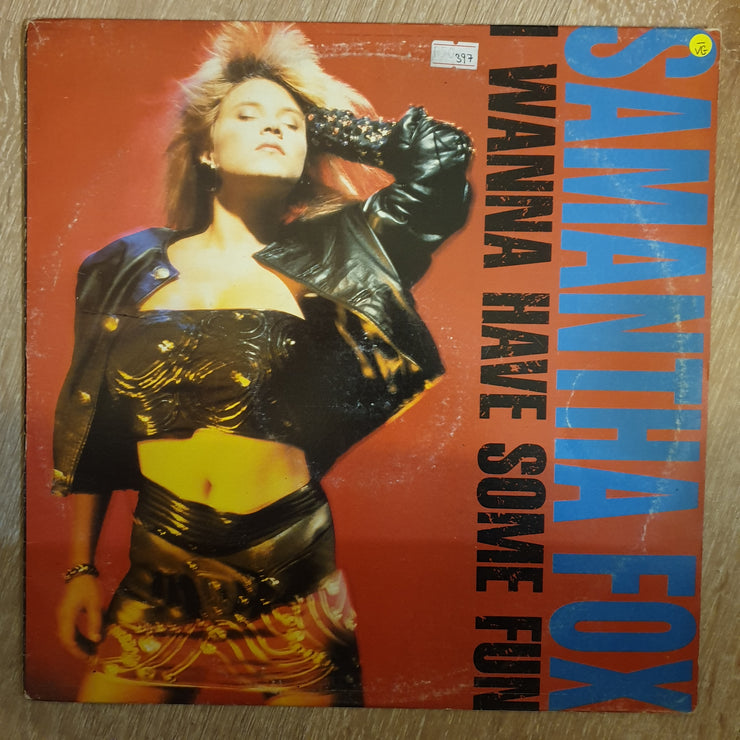 SAMANTHA FOX
I WANNA HAVE SOME FUN
397
VG